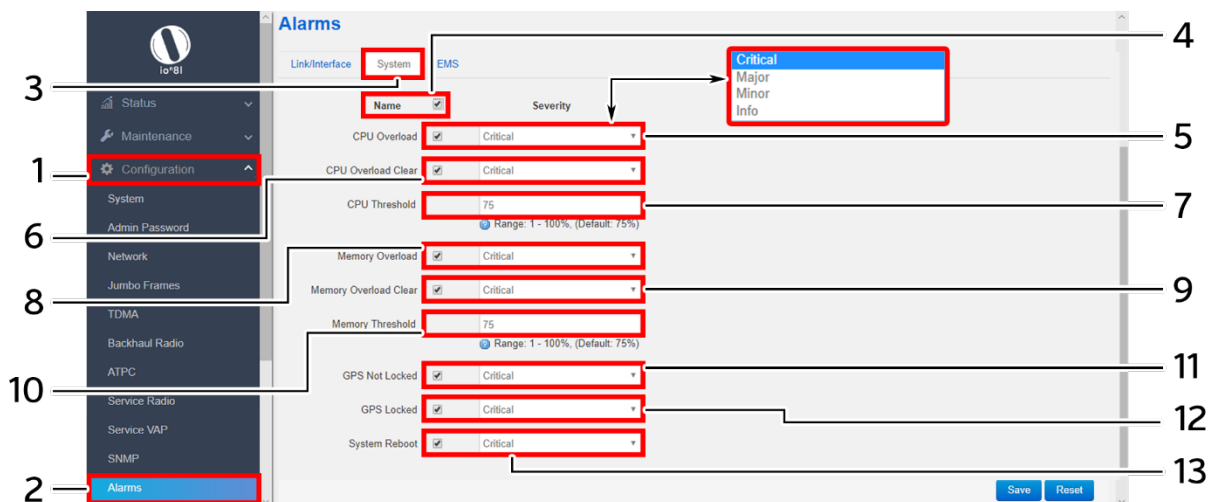 Alarms
4
io*8I
Link/Interface System EMS
Critical
Major
Minor
Info
3
Name Severity
Status
CPU Overload Critical
5
Maintenance
1
Configuration
CPU Overload Clear Critical
System
CPU Threshold 75
7
Range: 1 - 100%, (Default: 75%)
Admin Password
6
Network
Memory Overload Critical
8
Jumbo Frames
Memory Overload Clear Critical
9
TDMA
Memory Threshold 75
Range: 1 - 100%, (Default: 75%)
Backhaul Radio
ATPC
10
GPS Not Locked Critical
11
Service Radio
GPS Locked Critical
12
Service VAP
System Reboot Critical
13
SNMP
2
Alarms
Save Reset